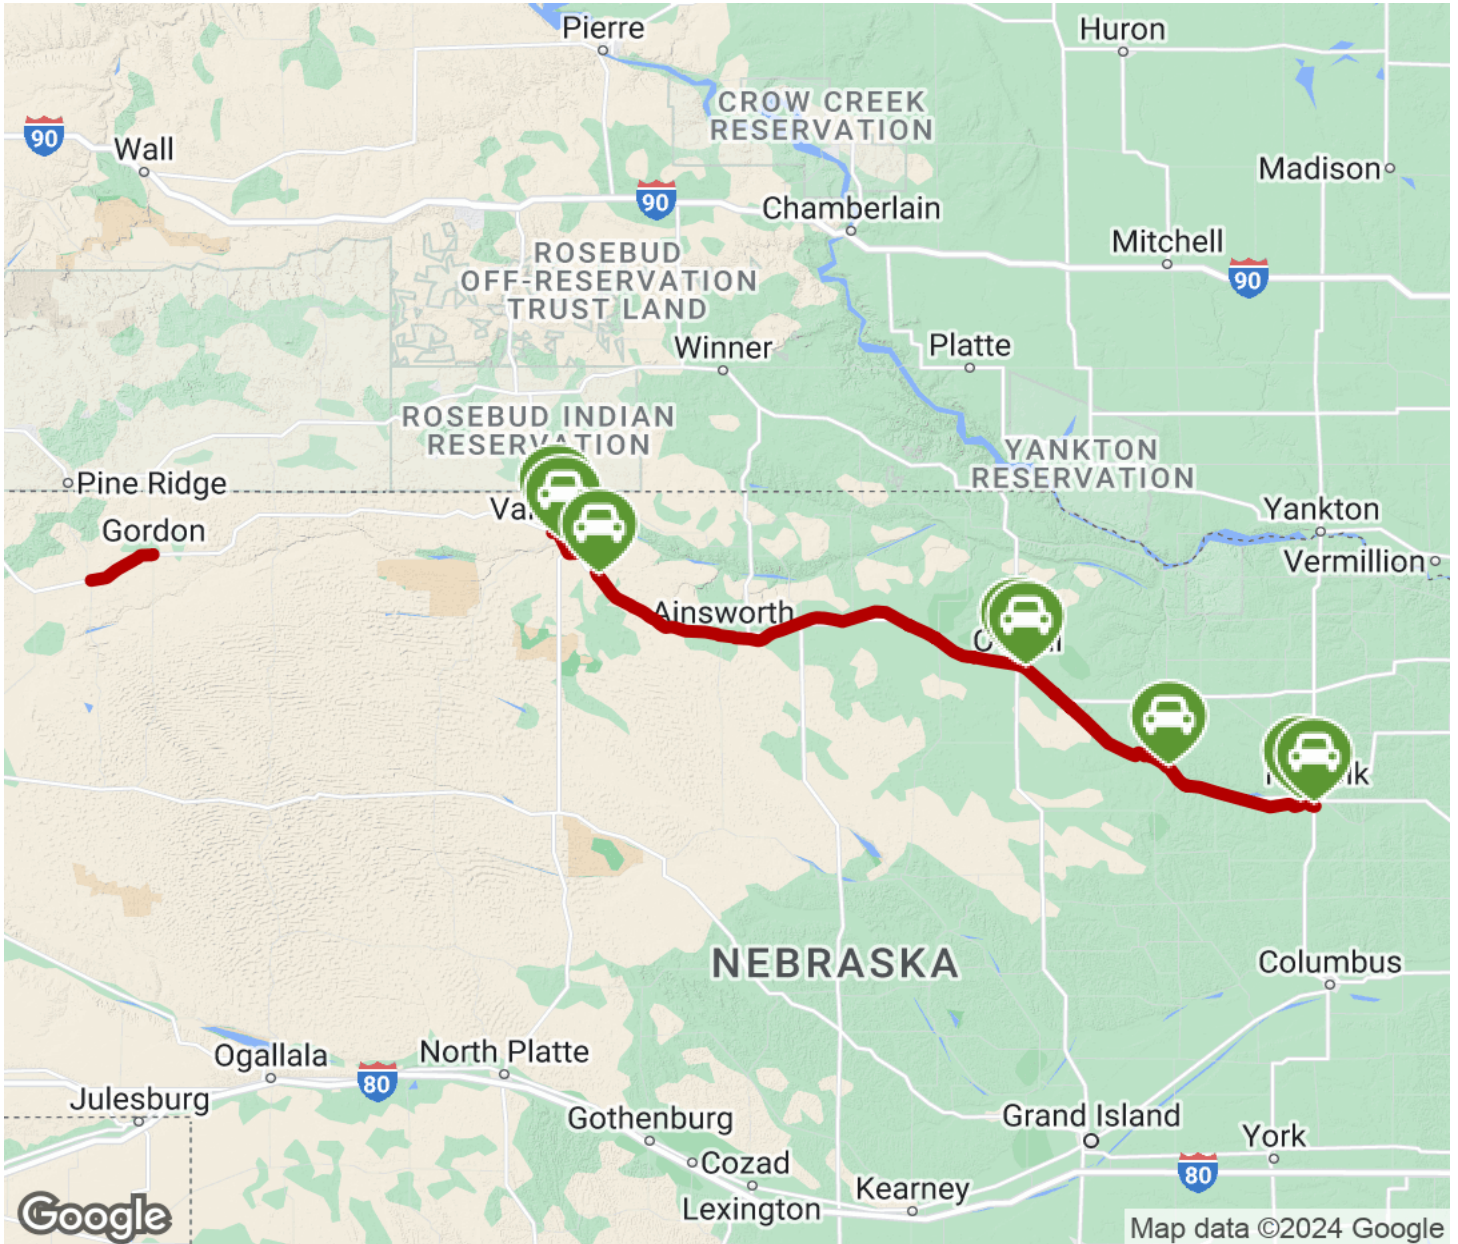 Pierre
Huron
90
Wall
CROW CREEK
RESERVATION
Madison
90
Chamberlain
Mitchell
90
ROSEBUD
OFF-RESERVATION
TRUST LAND
Winner
Platte
ROSEBUD INDIAN
RESERVATION
YANKTON
RESERVATION
Pine Ridge
Gordon
Yankton
Vermillion
Ainsworth
NEBRASKA
Columbus
Ogallala
North Platte
80
Julesburg
Gothenburg
Grand Island
York
Cozad
80
Lexington
Kearney
Google
Map data ©2024 Google